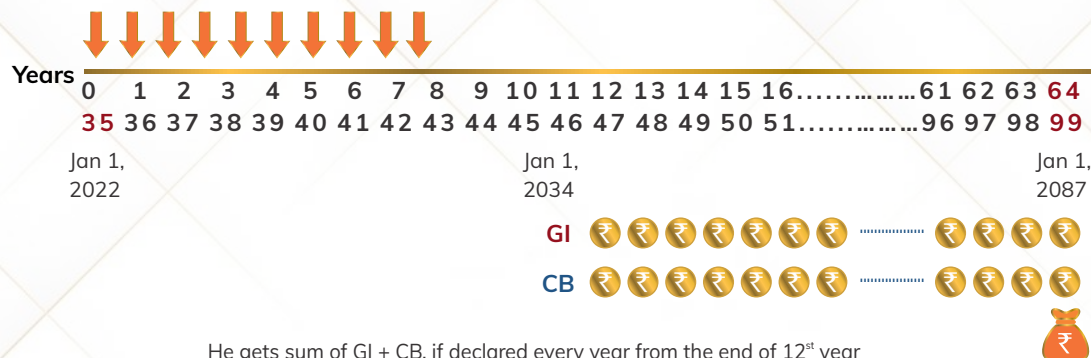 Years
0 1 2 3 4 5 6 7 8 9 10 11 12 13 14 15 16......………61 62 63 64
35 36 37 38 39 40 41 42 43 44 45 46 47 48 49 50 51......………96 97 98 99
Jan 1, Jan 1, Jan 1,
2022 2034 2087
GI ₹ ₹ ₹ ₹ ₹ ₹ ₹ ₹ ₹ ₹ ₹
CB ₹ ₹ ₹ ₹ ₹ ₹ ₹ ₹ ₹ ₹ ₹
₹
He gets sum of GI + CB, if declared every year from the end of 12st year